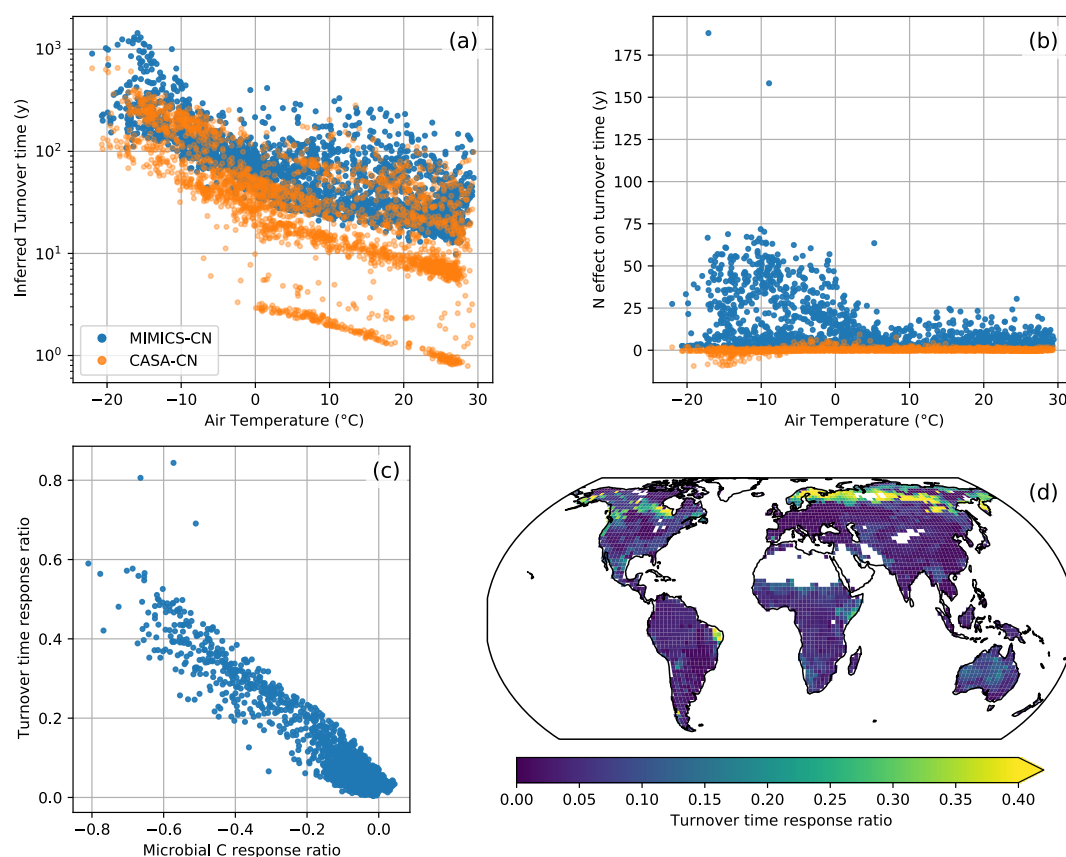 (a)
10³
10²
10¹
10⁰
Inferred Turnover time (y)
MIMICS-CN
CASA-CN
−20 −10 0 10 20 30
Air Temperature (°C)
(b)
175
150
125
100
75
50
25
0
N effect on turnover time (y)
−20 −10 0 10 20 30
Air Temperature (°C)
(c)
0.8
0.6
0.4
0.2
0.0
Turnover time response ratio
−0.8 −0.6 −0.4 −0.2 0.0
Microbial C response ratio
(d)
0.00 0.05 0.10 0.15 0.20 0.25 0.30 0.35 0.40
Turnover time response ratio